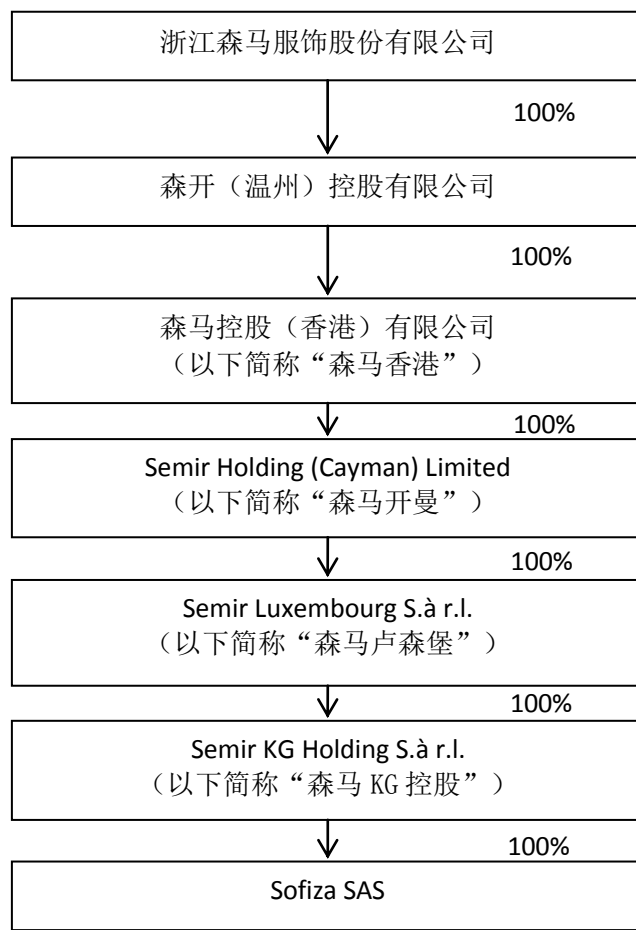 浙江森马服饰股份有限公司
100%
森开（温州）控股有限公司
100%
森马控股（香港）有限公司
（以下简称“森马香港”）
100%
Semir Holding (Cayman) Limited
（以下简称“森马开曼”）
100%
Semir Luxembourg S.à r.l.
（以下简称“森马卢森堡”）
100%
Semir KG Holding S.à r.l.
（以下简称“森马 KG 控股”）
100%
Sofiza SAS